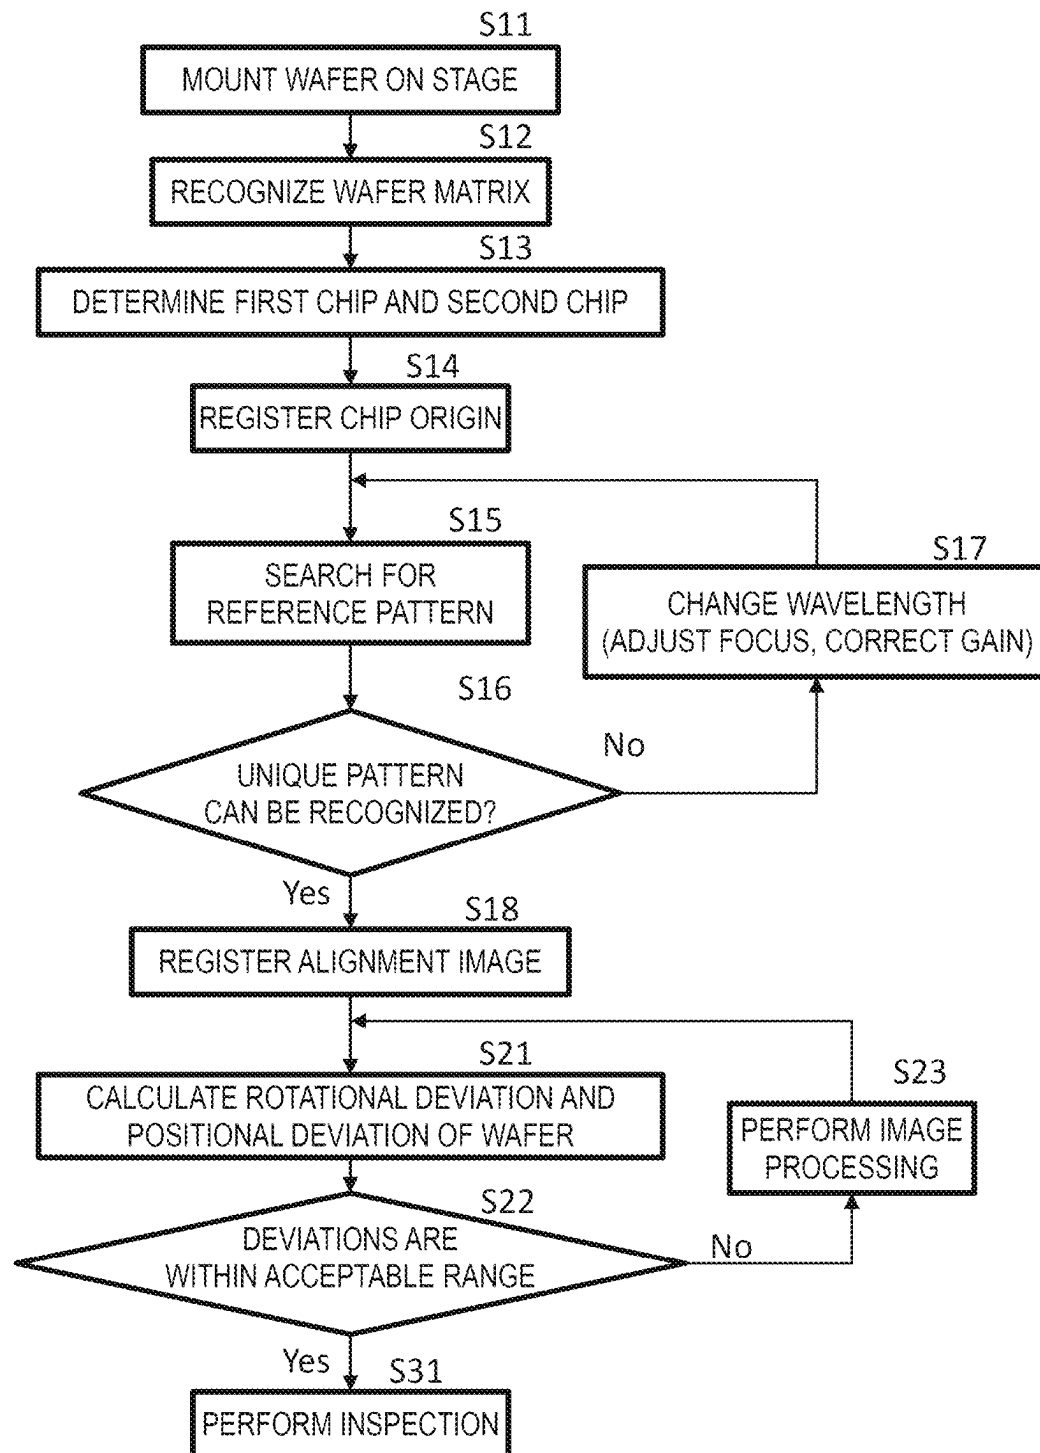 S11
MOUNT WAFER ON STAGE
S12
RECOGNIZE WAFER MATRIX
S13
DETERMINE FIRST CHIP AND SECOND CHIP
S14
REGISTER CHIP ORIGIN
S15
SEARCH FOR
REFERENCE PATTERN
S17
CHANGE WAVELENGTH
(ADJUST FOCUS, CORRECT GAIN)
S16
UNIQUE PATTERN
CAN BE RECOGNIZED?
No
Yes
S18
REGISTER ALIGNMENT IMAGE
S21
CALCULATE ROTATIONAL DEVIATION AND
POSITIONAL DEVIATION OF WAFER
S23
PERFORM IMAGE
PROCESSING
S22
DEVIATIONS ARE
WITHIN ACCEPTABLE RANGE
No
Yes
S31
PERFORM INSPECTION